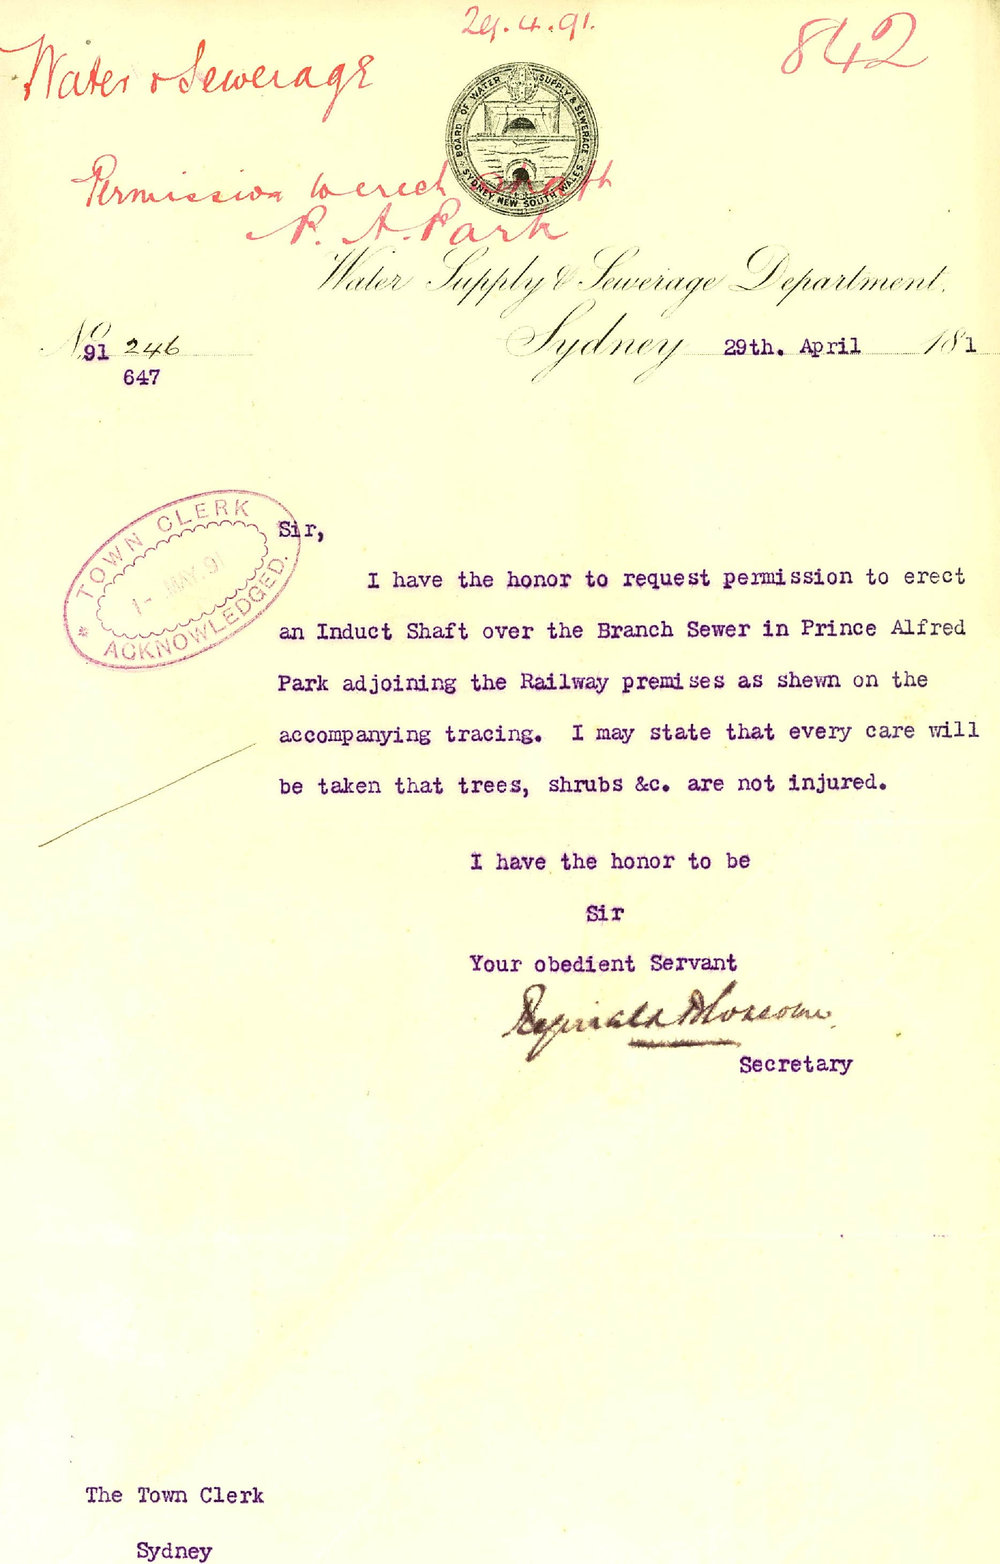 29.4.91.
842
Water & Sewerage
BOARD OF WATER SUPPLY & SEWERAGE
SYDNEY, NEW SOUTH WALES
Permission to erect shaft
P. A. Park
Water Supply & Sewerage Department,
No 91 246
647
Sydney 29th. April 181
TOWN CLERK
1- MAY. 91
ACKNOWLEDGED.
Sir,
I have the honor to request permission to erect
an Induct Shaft over the Branch Sewer in Prince Alfred
Park adjoining the Railway premises as shewn on the
accompanying tracing. I may state that every care will
be taken that trees, shrubs &c. are not injured.
I have the honor to be
Sir
Your obedient Servant
Reginald
Secretary
The Town Clerk
Sydney